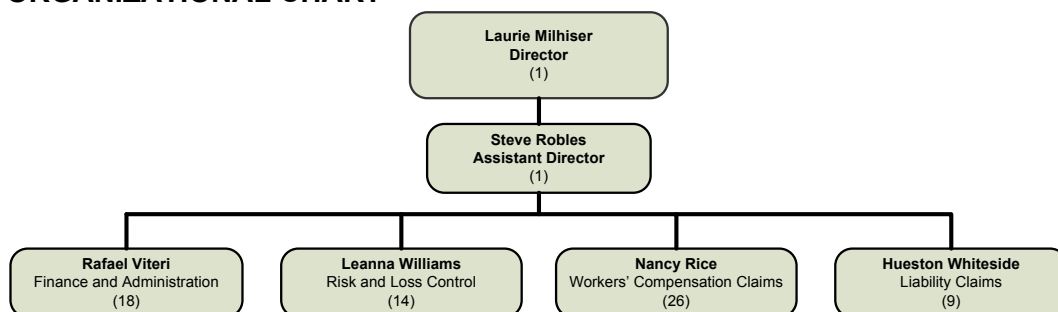 ORGANIZATIONAL CHART
Laurie Milhiser
Director
(1)
Steve Robles
Assistant Director
(1)
Rafael Viteri
Finance and Administration
(18)
Leanna Williams
Risk and Loss Control
(14)
Nancy Rice
Workers’ Compensation Claims
(26)
Hueston Whiteside
Liability Claims
(9)